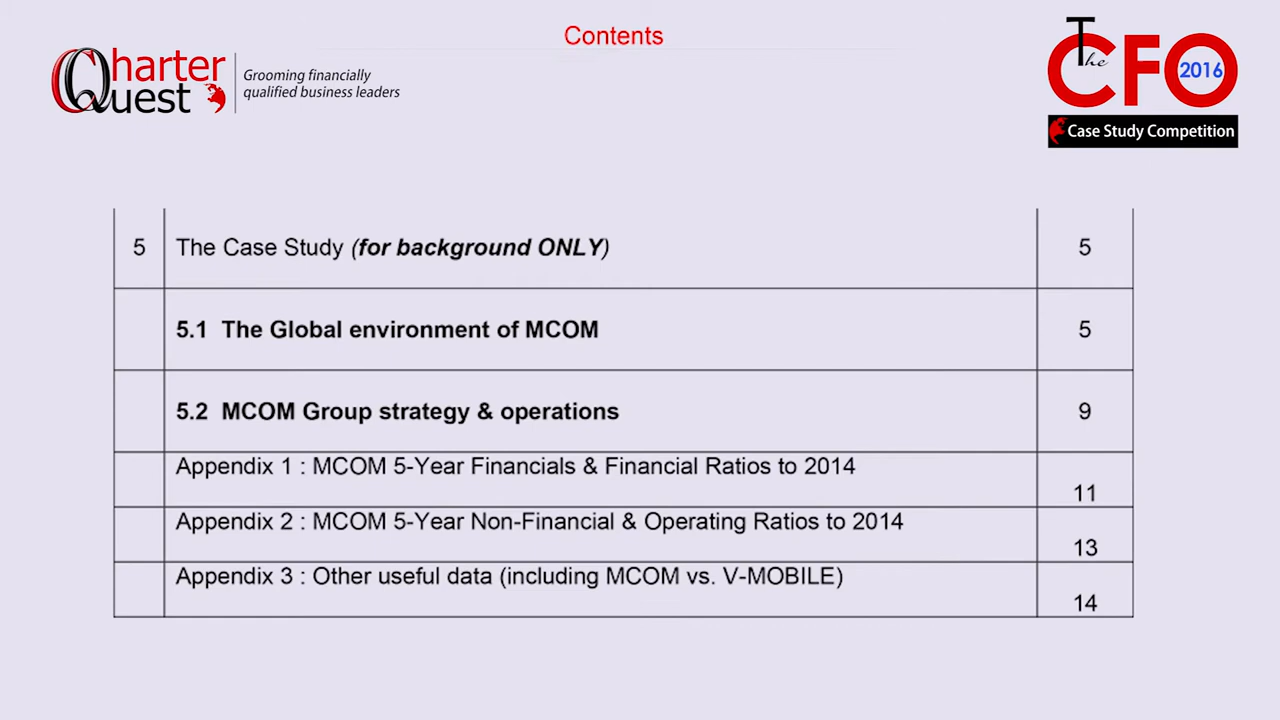 Contents
Charter Quest
Grooming financially
qualified business leaders
The CFO 2016
Case Study Competition
5 The Case Study (for background ONLY) 5
5.1 The Global environment of MCOM 5
5.2 MCOM Group strategy & operations 9
Appendix 1 : MCOM 5-Year Financials & Financial Ratios to 2014 11
Appendix 2 : MCOM 5-Year Non-Financial & Operating Ratios to 2014 13
Appendix 3 : Other useful data (including MCOM vs. V-MOBILE) 14